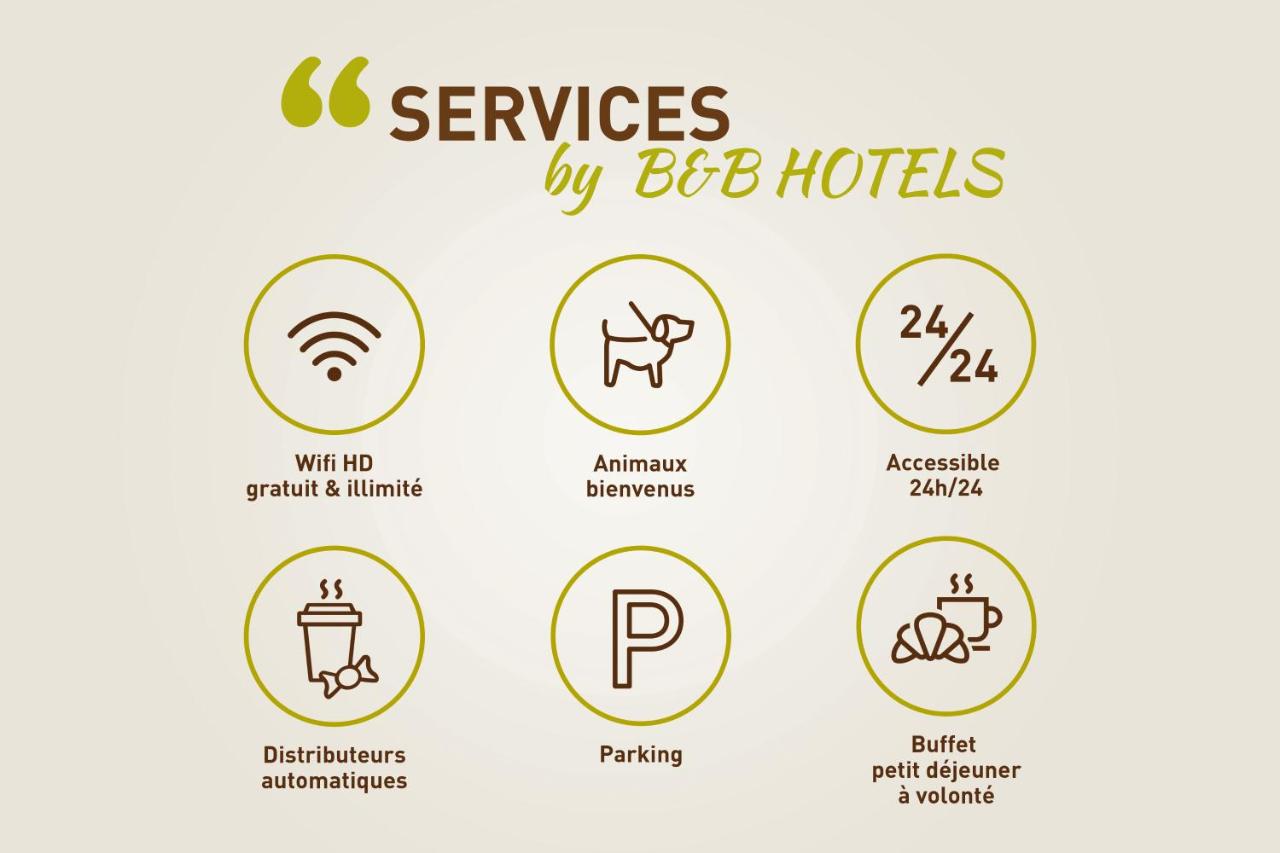 “ SERVICES
by B&B HOTELS
24/24
Wifi HD
gratuit & illimité
Animaux
bienvenus
Accessible
24h/24
P
Distributeurs
automatiques
Parking
Buffet
petit déjeuner
à volonté